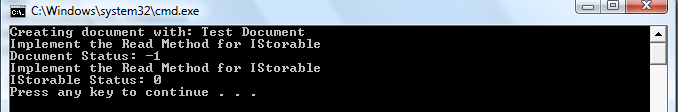 C:\Windows\system32\cmd.exe
Creating document with: Test Document
Implement the Read Method for IStorable
Document Status: -1
Implement the Read Method for IStorable
IStorable Status: 0
Press any key to continue . . .